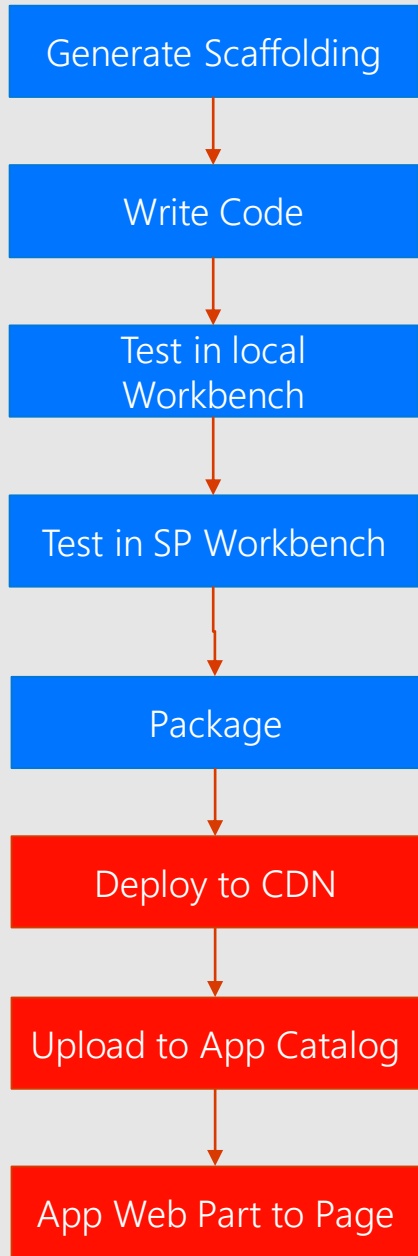 Generate Scaffolding
Write Code
Test in local
Workbench
Test in SP Workbench
Package
Deploy to CDN
Upload to App Catalog
App Web Part to Page